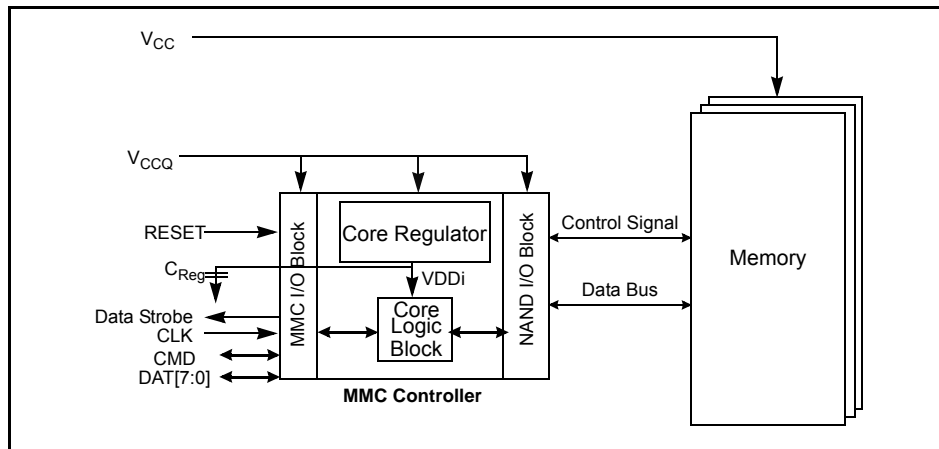 VCC
VCCQ
RESET
CReg
Data Strobe
CLK
CMD
DAT[7:0]
MMC I/O Block
Core Regulator
VDDi
Core
Logic
Block
NAND I/O Block
MMC Controller
Control Signal
Data Bus
Memory